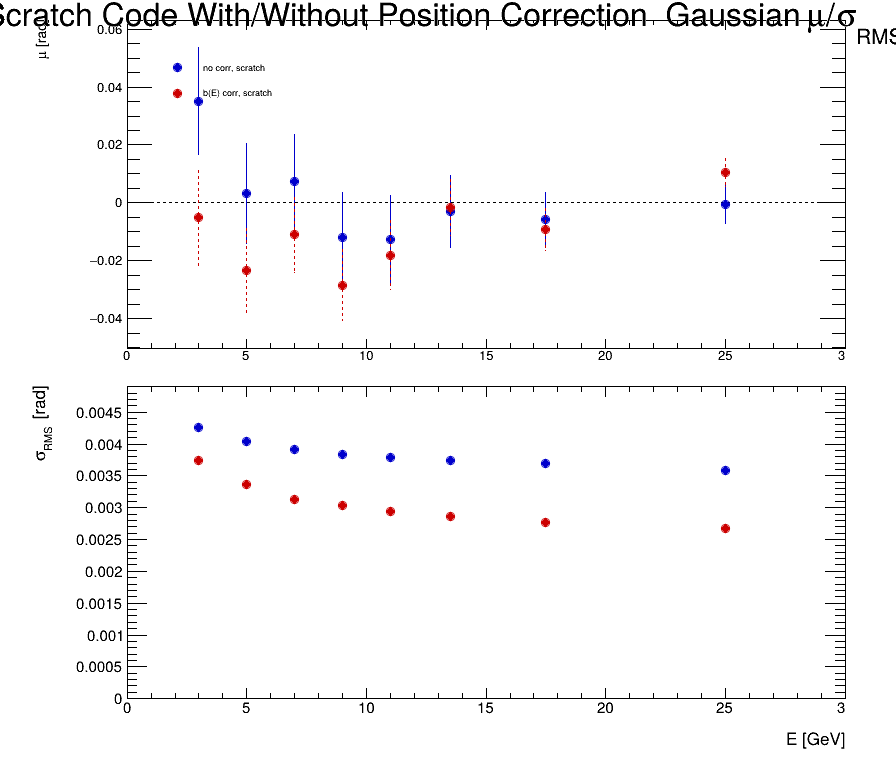 Scratch Code With/Without Position Correction Gaussian μ/σ
RMS
μ [rad]
0.06
0.04
0.02
0
−0.02
−0.04
no corr, scratch
b(E) corr, scratch
0 5 10 15 20 25 3
σRMS [rad]
0.0045
0.004
0.0035
0.003
0.0025
0.002
0.0015
0.001
0.0005
0
0 5 10 15 20 25 3
E [GeV]